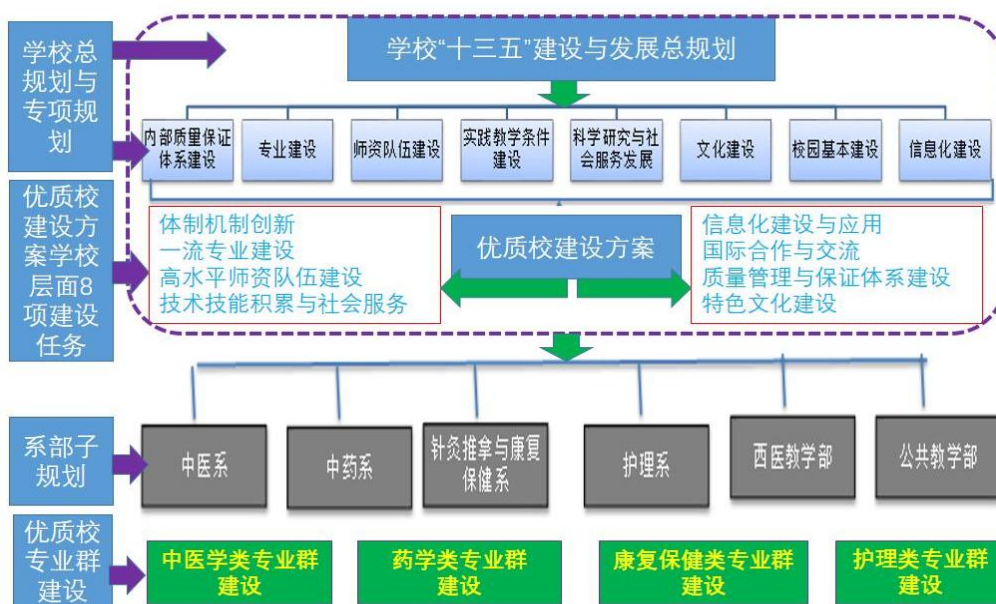 学校总
规划与
专项规
划
学校“十三五”建设与发展总规划
内部质量保证
体系建设
专业建设
师资队伍建设
实践教学条件
建设
科学研究与社
会服务发展
文化建设
校园基本建设
信息化建设
优质校
建设方
案学校
层面8
项建设
任务
体制机制创新
一流专业建设
高水平师资队伍建设
技术技能积累与社会服务
优质校建设方案
信息化建设与应用
国际合作与交流
质量管理与保证体系建设
特色文化建设
系部子
规划
中医系
中药系
针灸推拿与康复
保健系
护理系
西医教学部
公共教学部
优质校
专业群
建设
中医学类专业群
建设
药学类专业群
建设
康复保健类专业群
建设
护理类专业群
建设